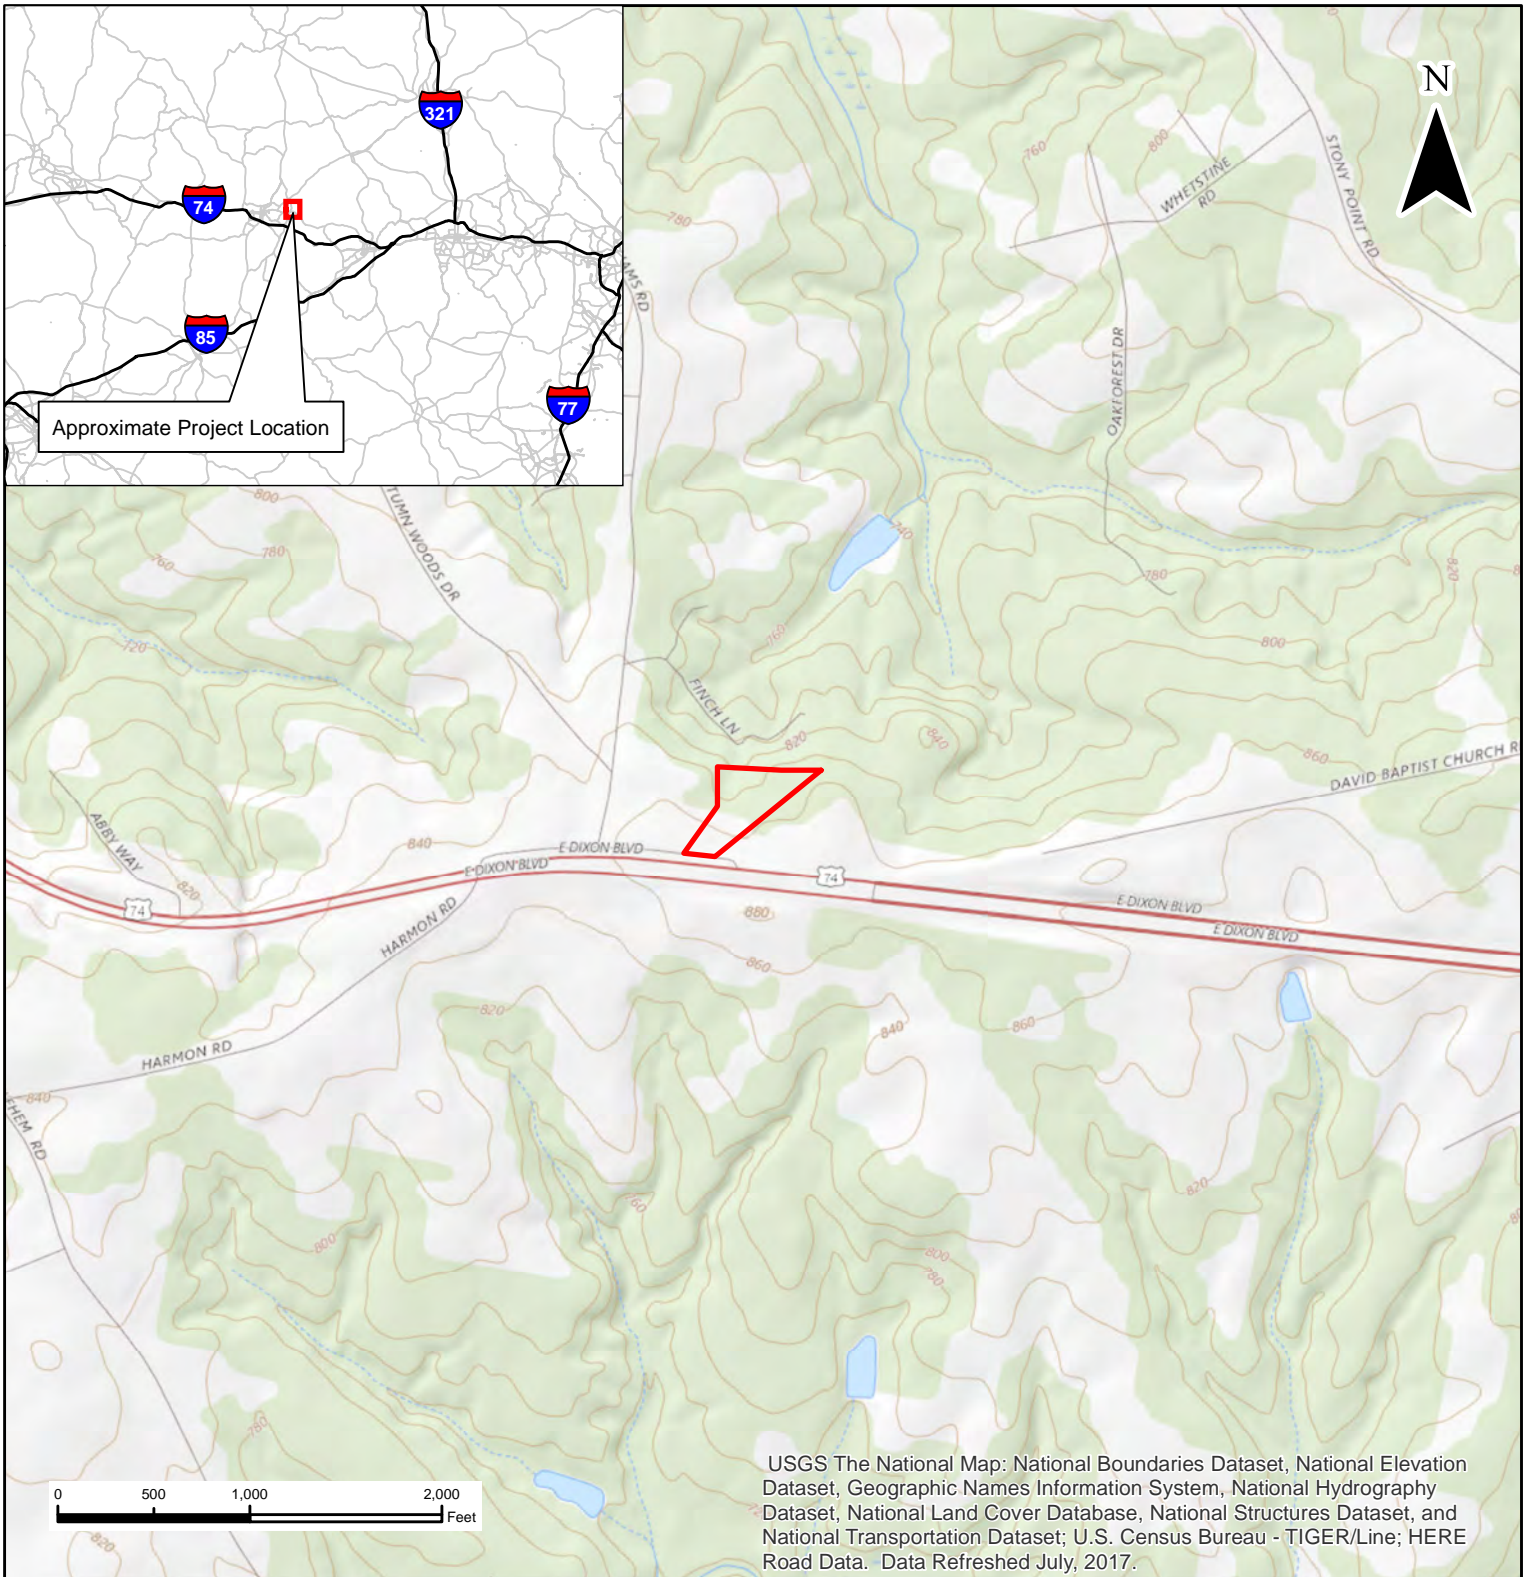 321
74
85
77
Approximate Project Location
N
760
800
WHETSTINE
RD
STONY POINT RD
780
AMS RD
OAKFOREST DR
800
TUMN WOODS DR
780
760
740
780
820
720
760
800
FINCH LN
820
840
860
DAVID BAPTIST CHURCH R
ABBY WAY
840
E DIXON BLVD
E DIXON BLVD
74
820
74
E DIXON BLVD
E DIXON BLVD
HARMON RD
880
860
820
840
860
HARMON RD
840
EHEM RD
820
760
800
800
780
780
820
0 500 1,000 2,000
Feet
USGS The National Map: National Boundaries Dataset, National Elevation
Dataset, Geographic Names Information System, National Hydrography
Dataset, National Land Cover Database, National Structures Dataset, and
National Transportation Dataset; U.S. Census Bureau - TIGER/Line; HERE
Road Data. Data Refreshed July, 2017.